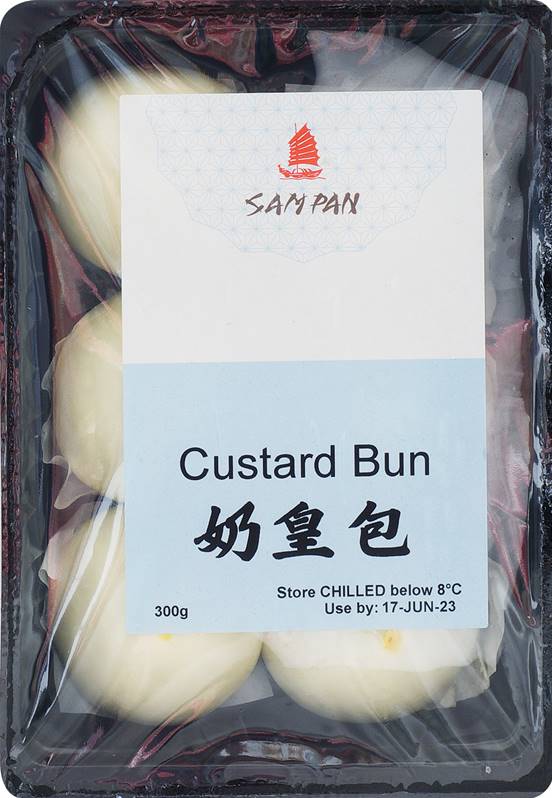 SAMPAN
Custard Bun
奶皇包
Store CHILLED below 8°C
300g Use by: 17-JUN-23